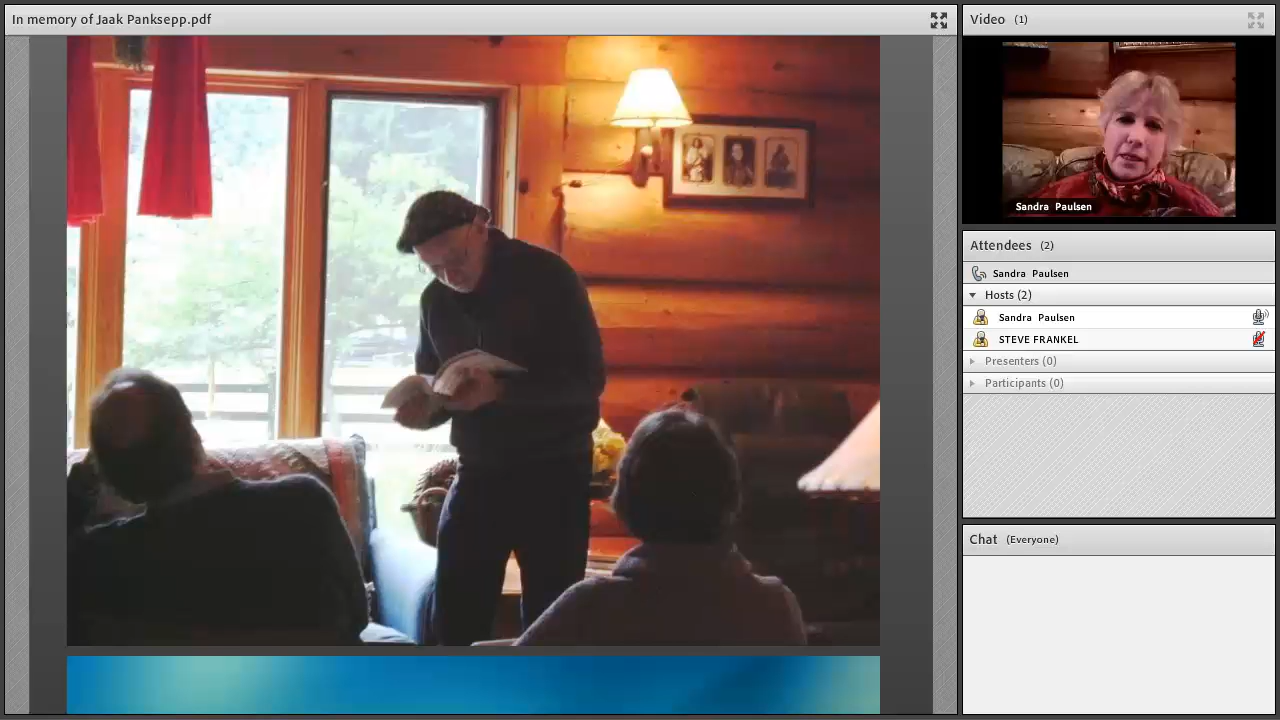 In memory of Jaak Panksepp.pdf
Video (1)
Sandra Paulsen
Attendees (2)
Sandra Paulsen
Hosts (2)
Sandra Paulsen
STEVE FRANKEL
Presenters (0)
Participants (0)
Chat (Everyone)